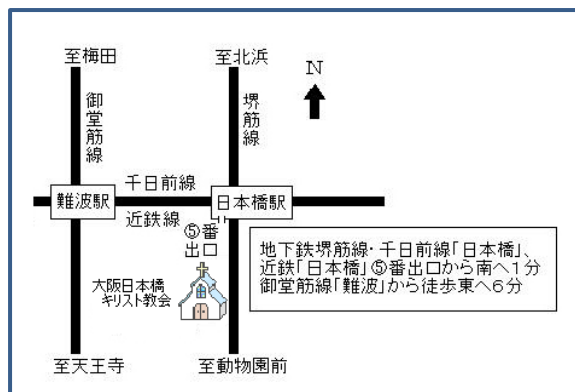 至梅田
至北浜
N
御堂筋線
堺筋線
千日前線
難波駅
日本橋駅
近鉄線
⑤番
出口
地下鉄堺筋線・千日前線「日本橋」、
近鉄「日本橋」⑤番出口から南へ1分
御堂筋線「難波」から徒歩東へ6分
大阪日本橋
キリスト教会
至天王寺
至動物園前